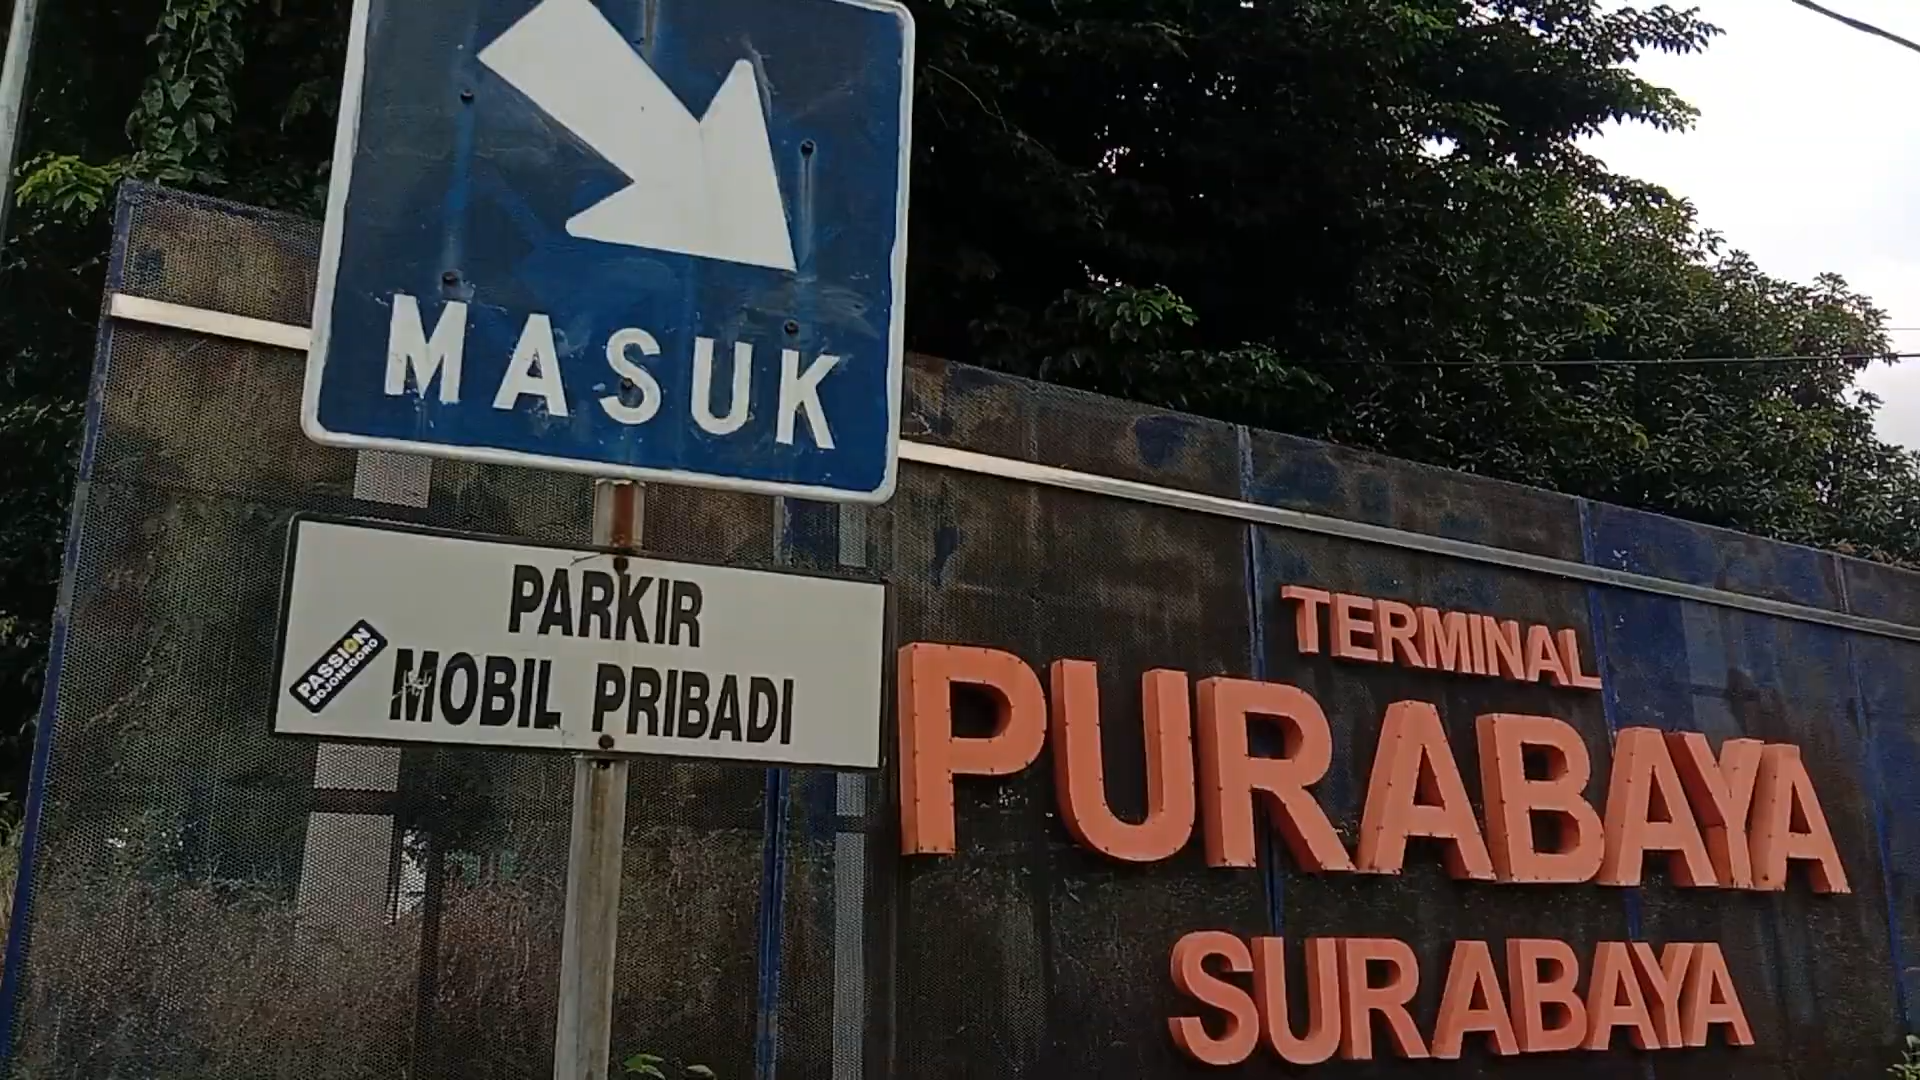 MASUK
PARKIR
MOBIL PRIBADI
PASSION
BOJONEGORO
TERMINAL
PURABAYA
SURABAYA